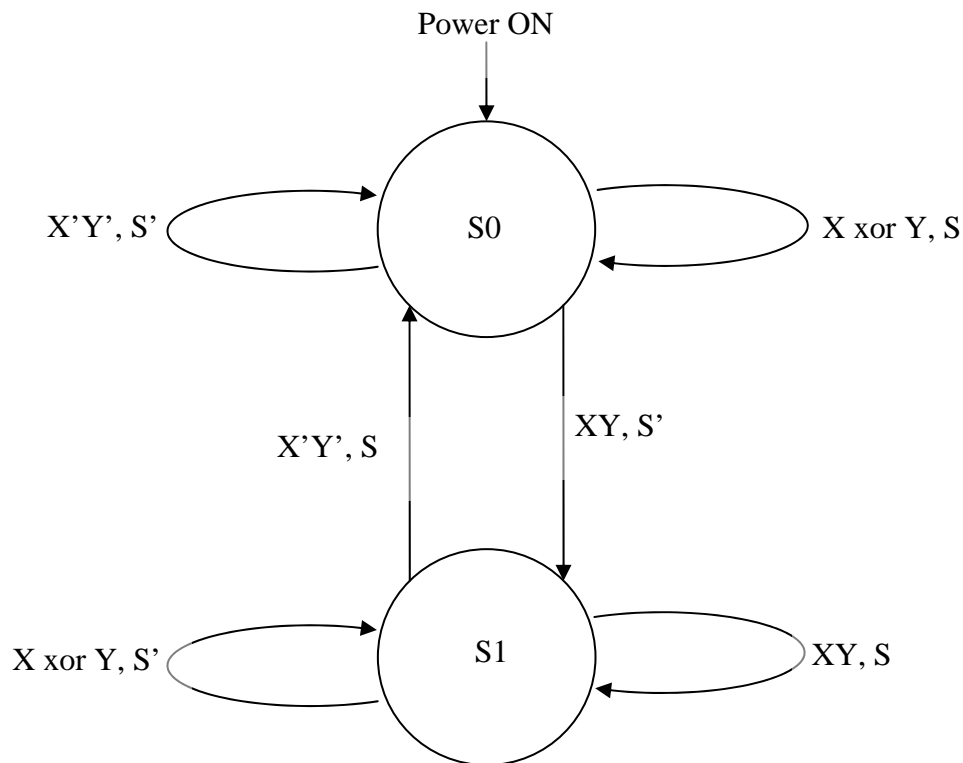 Power ON
X’Y’, S’
S0
X xor Y, S
X’Y’, S
XY, S’
X xor Y, S’
S1
XY, S